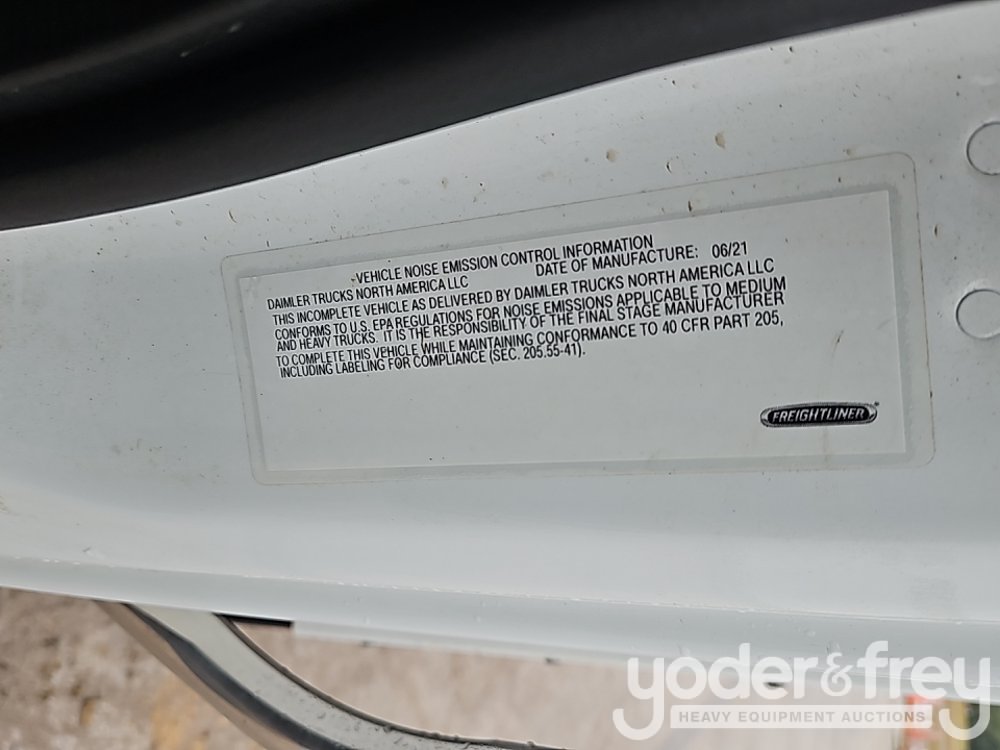 VEHICLE NOISE EMISSION CONTROL INFORMATION
DAIMLER TRUCKS NORTH AMERICA LLC DATE OF MANUFACTURE: 06/21
THIS INCOMPLETE VEHICLE AS DELIVERED BY DAIMLER TRUCKS NORTH AMERICA LLC
CONFORMS TO U.S. EPA REGULATIONS FOR NOISE EMISSIONS APPLICABLE TO MEDIUM
AND HEAVY TRUCKS. IT IS THE RESPONSIBILITY OF THE FINAL STAGE MANUFACTURER
TO COMPLETE THIS VEHICLE WHILE MAINTAINING CONFORMANCE TO 40 CFR PART 205,
INCLUDING LABELING FOR COMPLIANCE (SEC. 205.55-41).
FREIGHTLINER
yoder&frey
HEAVY EQUIPMENT AUCTIONS